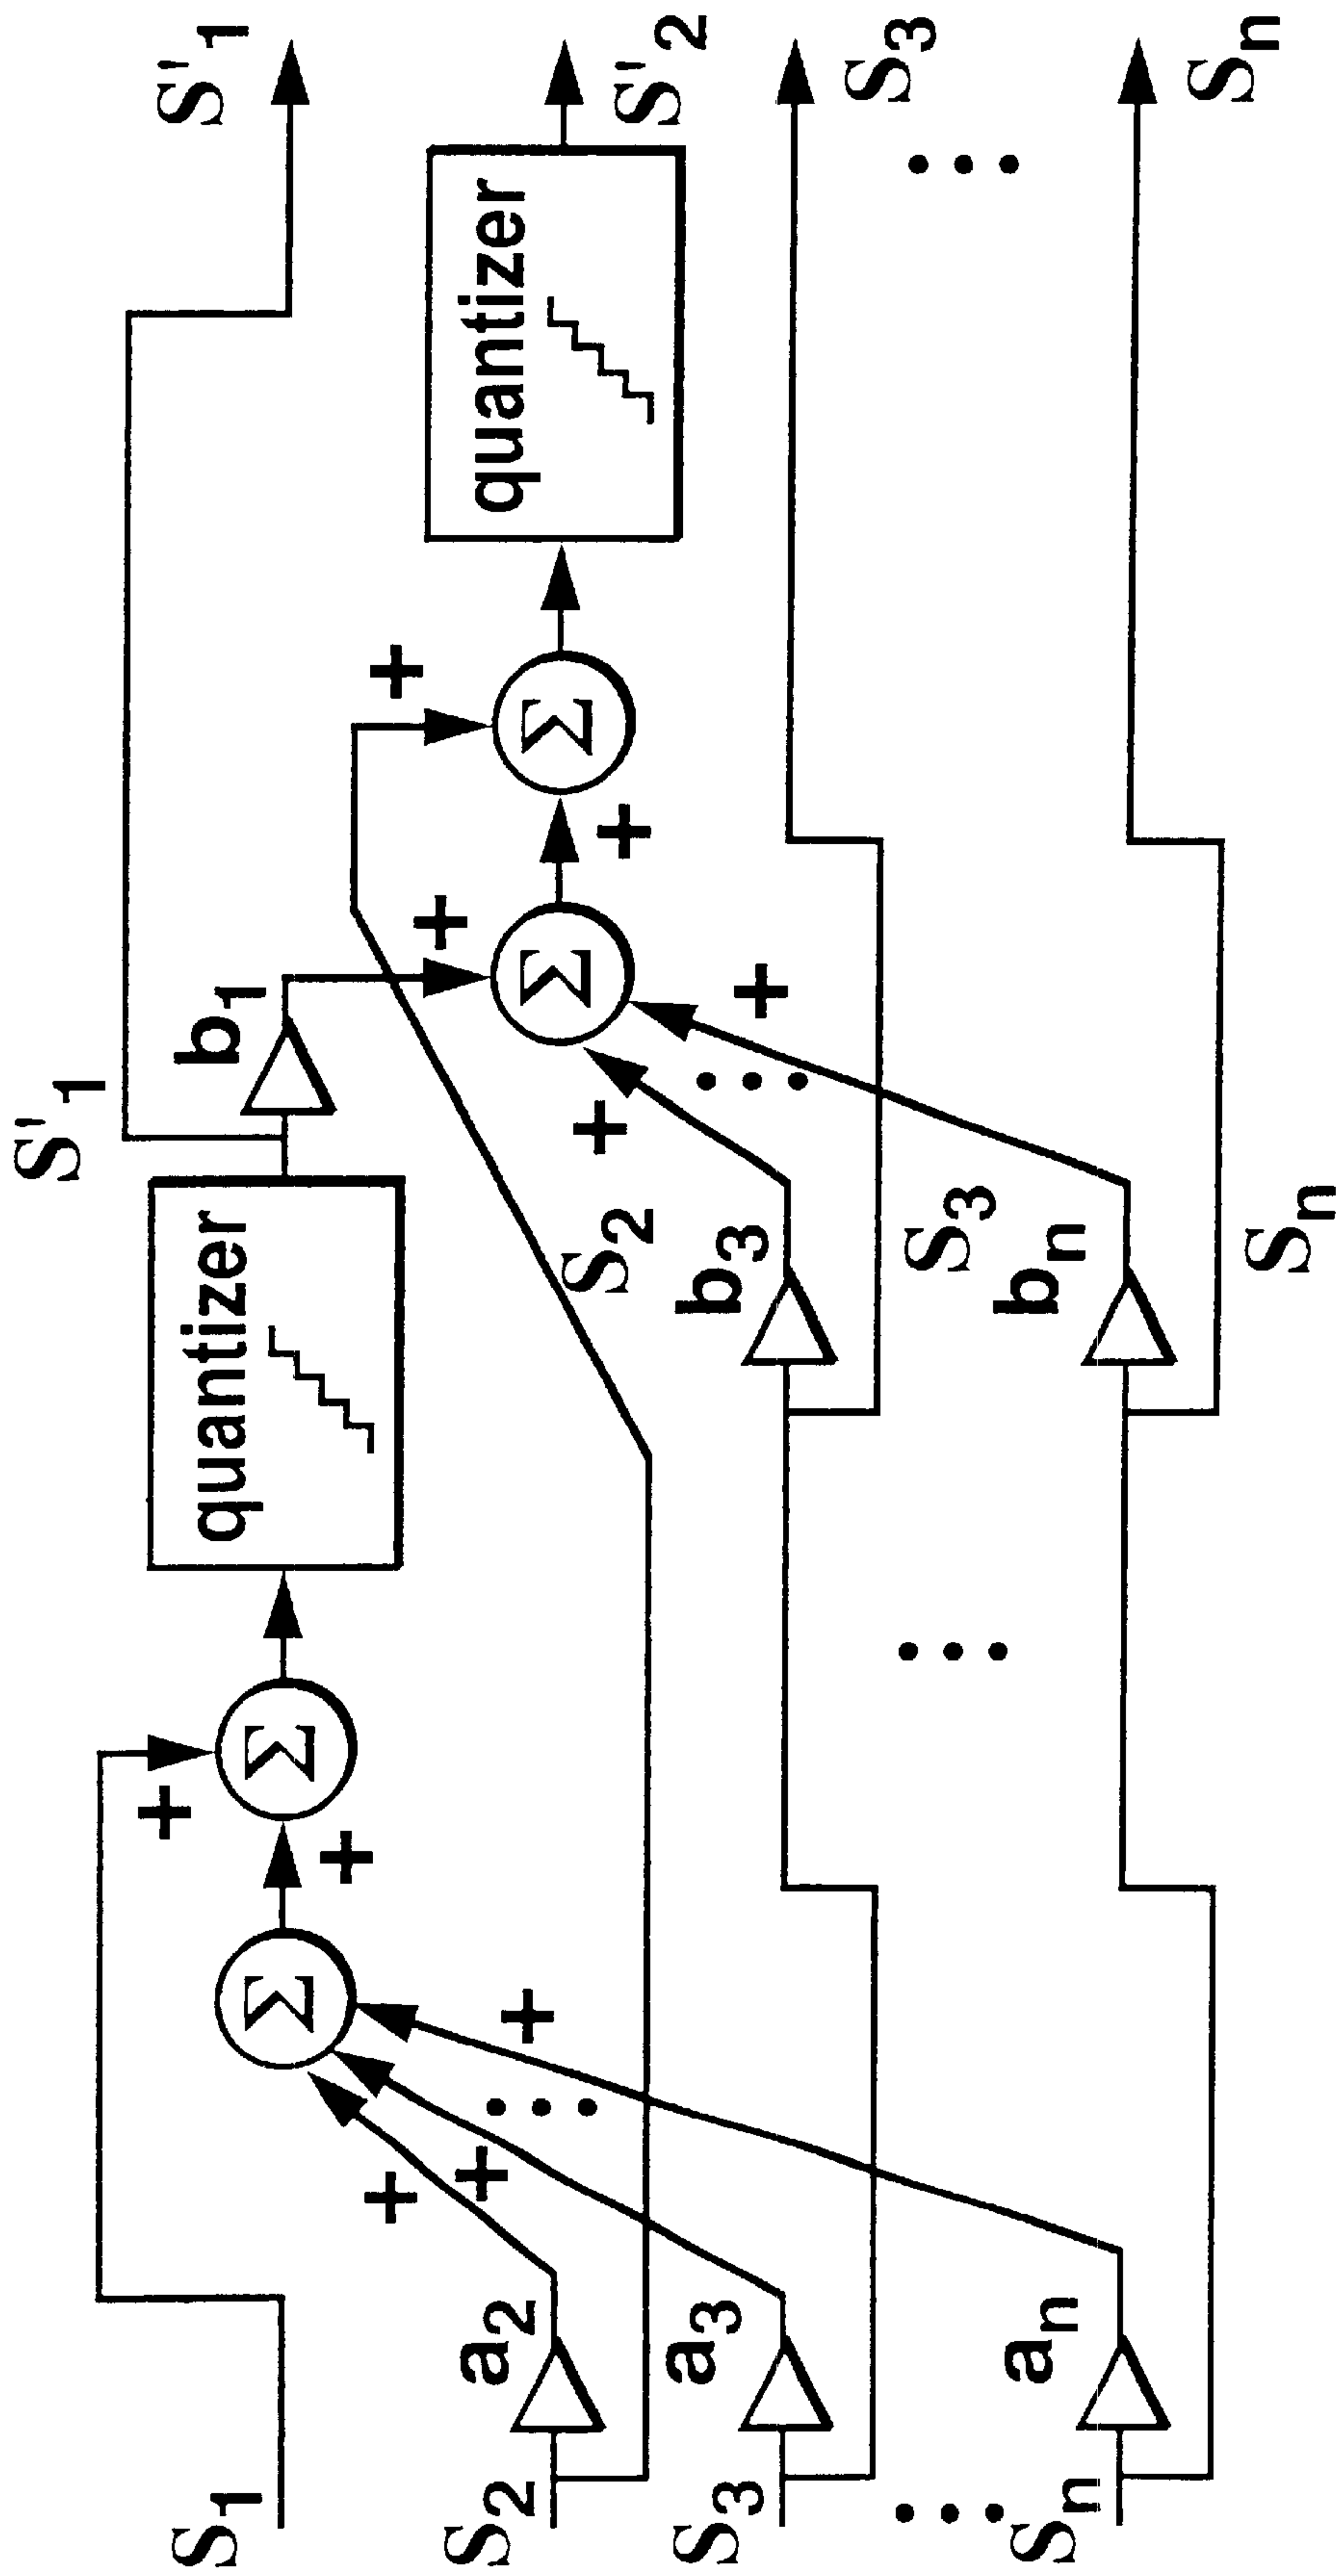 S'1
S'1
quantizer
b1
+
Σ
+
Σ
+
+
S1
S2
a2
+
S3
a3
+
Sn
an
+
• • •
Σ
+
+
Σ
+
quantizer
S'2
S2
b3
+
S3
S3
bn
Sn
Sn